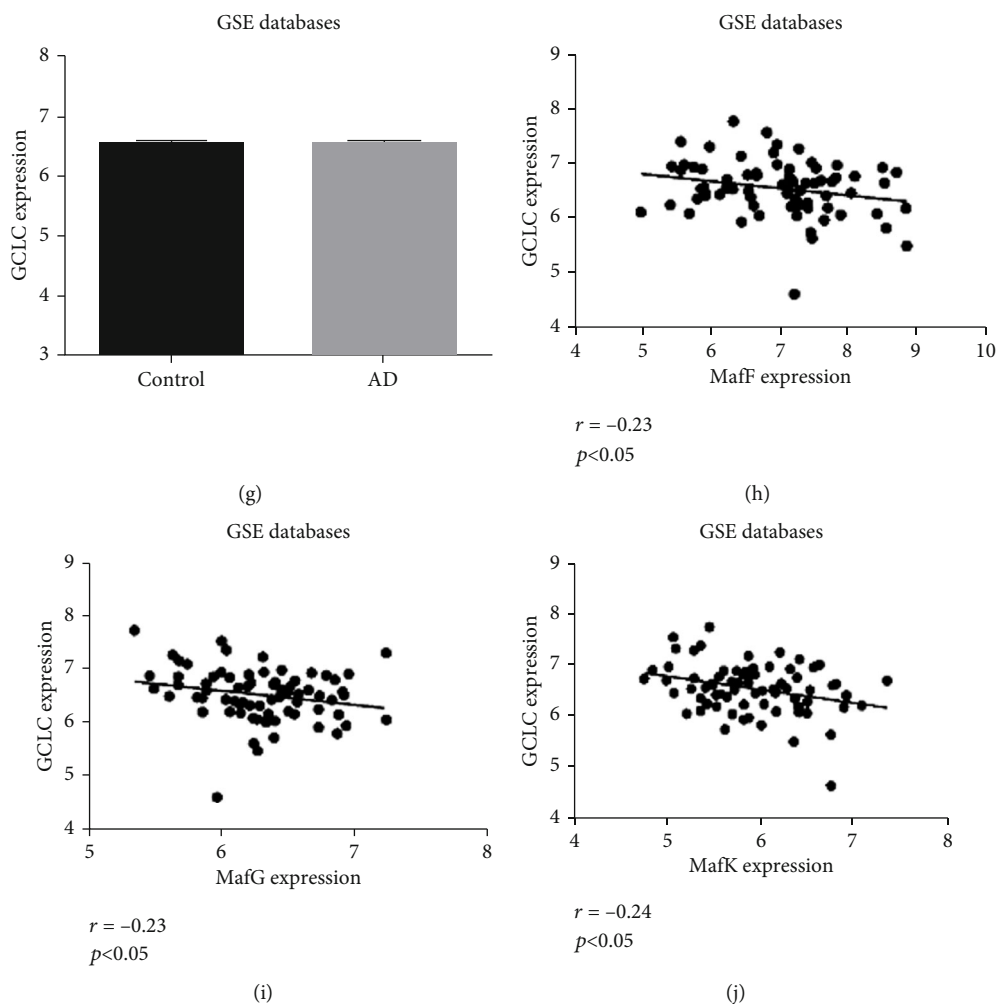 GSE databases
8
7
6
5
4
3
GCLC expression
Control
AD
(g)
GSE databases
9
8
7
6
5
4
GCLC expression
4 5 6 7 8 9 10
MafF expression
r = –0.23
p<0.05
(h)
GSE databases
9
8
7
6
5
4
GCLC expression
5 6 7 8
MafG expression
r = –0.23
p<0.05
(i)
GSE databases
9
8
7
6
5
4
GCLC expression
4 5 6 7 8
MafK expression
r = –0.24
p<0.05
(j)